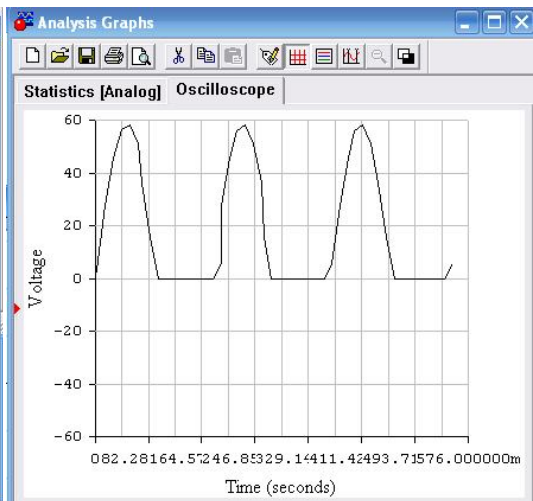 Analysis Graphs
Statistics [Analog] Oscilloscope
60
40
20
0
-20
-40
-60
Voltage
082.28164.57246.85329.14411.42493.71576.000000m
Time (seconds)